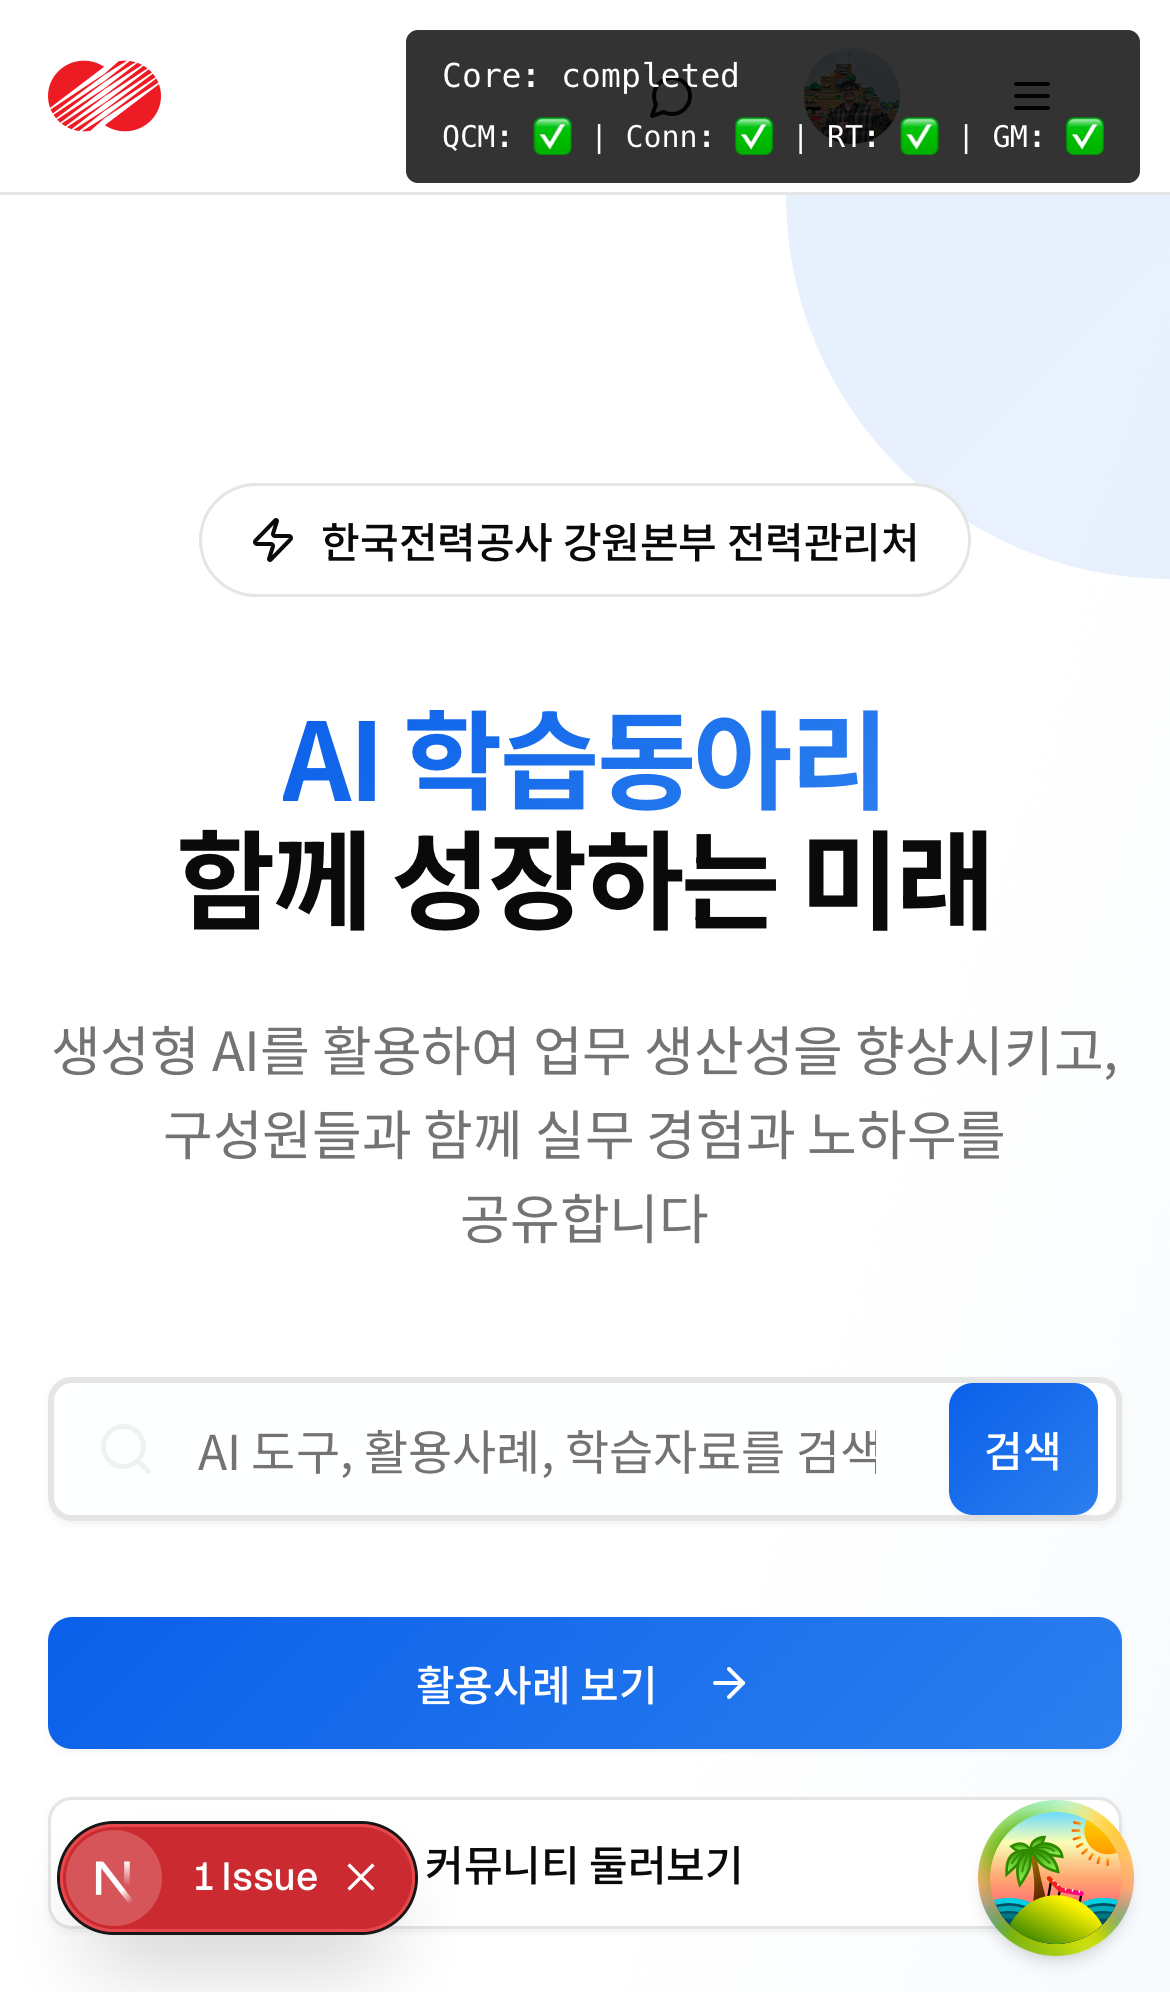 Core: completed
QCM: ✅ | Conn: ✅ | RT: ✅ | GM: ✅
한국전력공사 강원본부 전력관리처
AI 학습동아리
함께 성장하는 미래
생성형 AI를 활용하여 업무 생산성을 향상시키고,
구성원들과 함께 실무 경험과 노하우를
공유합니다
AI 도구, 활용사례, 학습자료를 검색
검색
활용사례 보기
커뮤니티 둘러보기
N 1 Issue